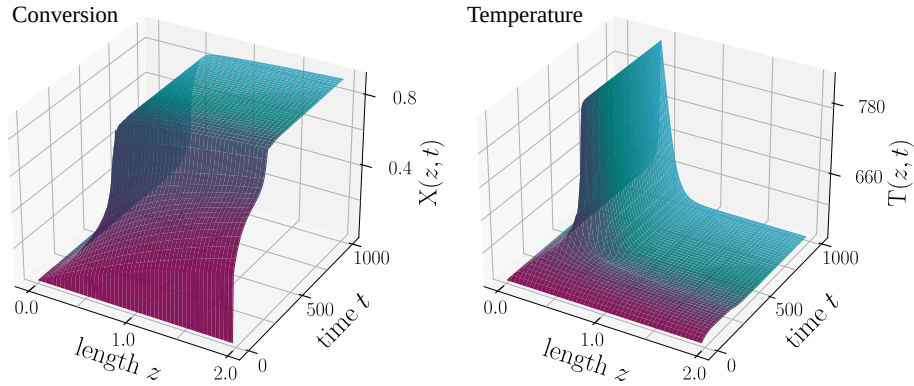 Conversion
0.8
0.4
X(z, t)
0.0
1.0
2.0
length z
0
500
1000
time t
Temperature
780
660
T(z, t)
0.0
1.0
2.0
length z
0
500
1000
time t